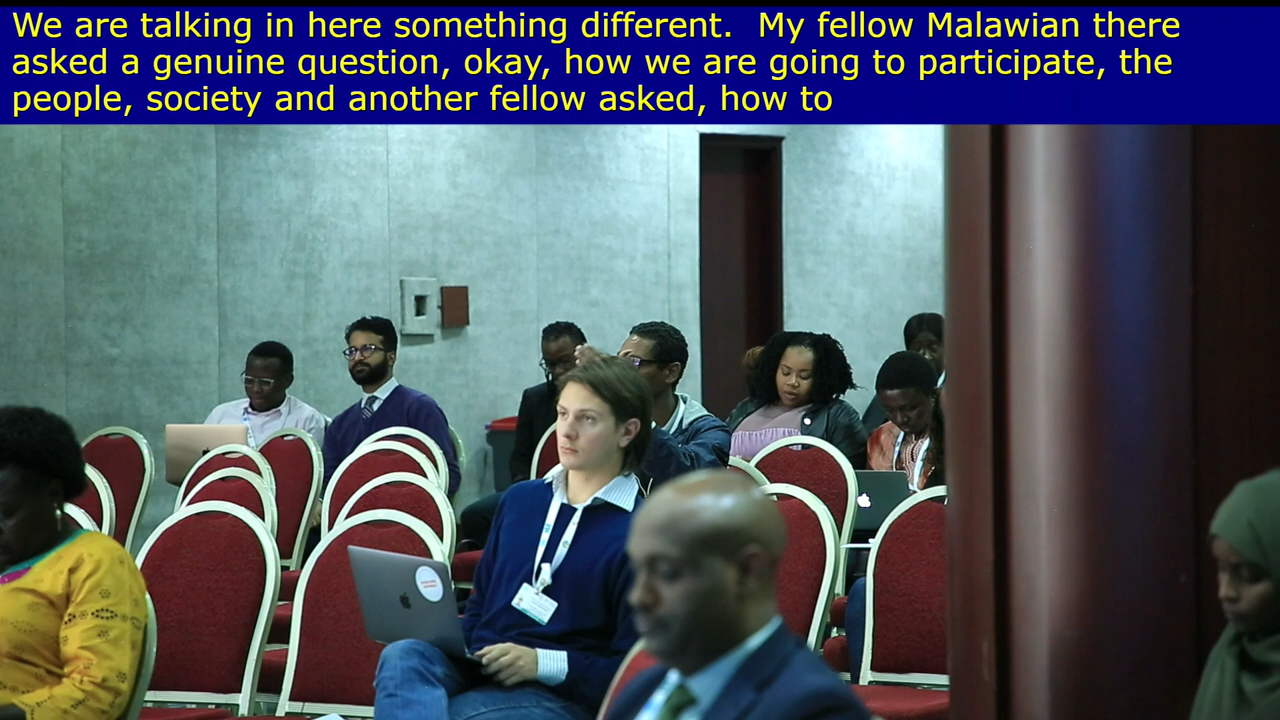 We are talking in here something different.  My fellow Malawian there
asked a genuine question, okay, how we are going to participate, the
people, society and another fellow asked, how to